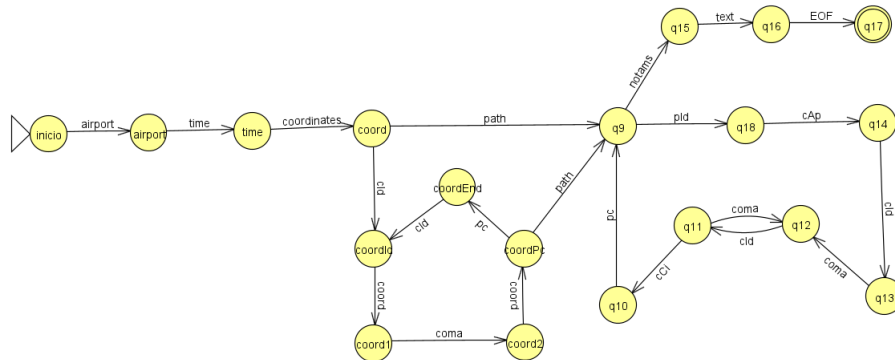 text
EOF
q15
q16
q17
notams
airport
time
coordinates
path
pId
cAp
inicio
airport
time
coord
q9
q18
q14
cId
coordEnd
path
cId
pc
pc
coma
cId
coordId
coordPc
q11
q12
cId
coord
coord
cCi
coma
q10
q13
coma
coord1
coord2